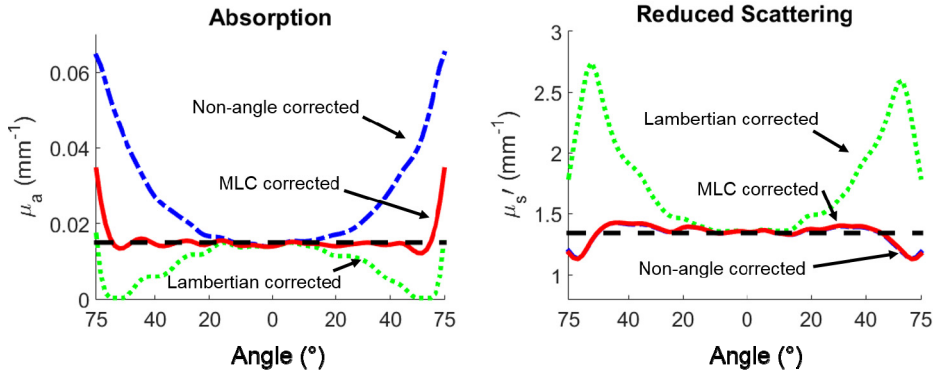 Absorption
0.06
0.04
0.02
0
μa (mm⁻¹)
Non-angle corrected
MLC corrected
Lambertian corrected
75 40 20 0 20 40 75
Angle (°)
Reduced Scattering
3
2.5
2
1.5
1
μs′ (mm⁻¹)
Lambertian corrected
MLC corrected
Non-angle corrected
75 40 20 0 20 40 75
Angle (°)